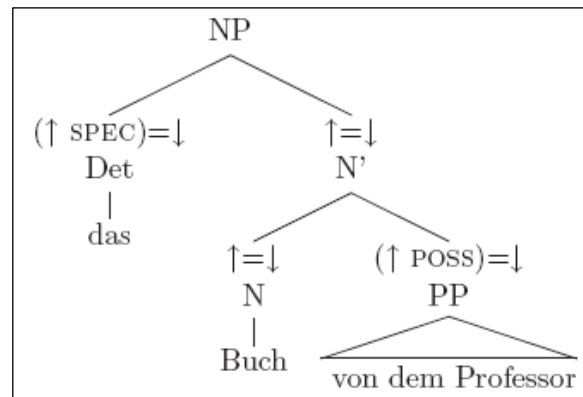 NP
(↑ SPEC)=↓ ↑=↓
Det N'
das
↑=↓ (↑ POSS)=↓
N PP
Buch
von dem Professor